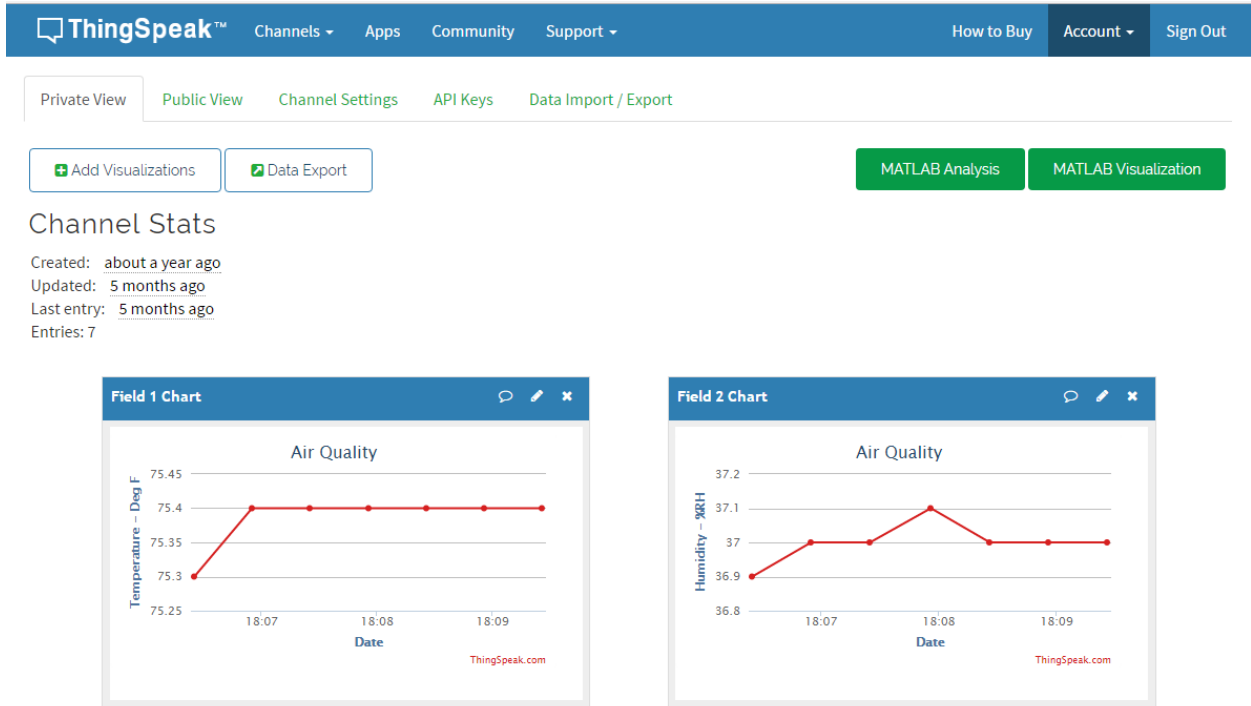 ThingSpeak™ Channels Apps Community Support How to Buy Account Sign Out
Private View Public View Channel Settings API Keys Data Import / Export
Add Visualizations Data Export MATLAB Analysis MATLAB Visualization
Channel Stats
Created: about a year ago
Updated: 5 months ago
Last entry: 5 months ago
Entries: 7
Field 1 Chart
Air Quality
Temperature – Deg F
75.45
75.4
75.35
75.3
75.25
18:07 18:08 18:09
Date
ThingSpeak.com
Field 2 Chart
Air Quality
Humidity – %RH
37.2
37.1
37
36.9
36.8
18:07 18:08 18:09
Date
ThingSpeak.com